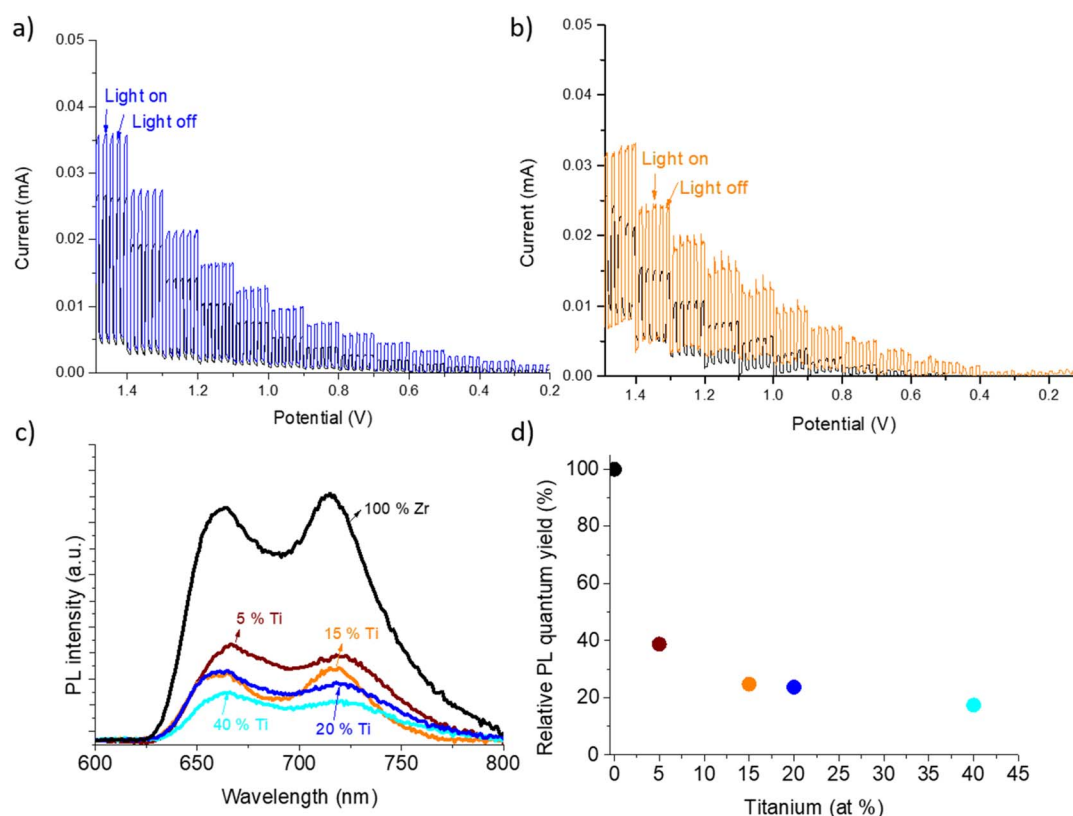 a)
0.05
0.04
0.03
0.02
0.01
0.00
Current (mA)
Light on
Light off
1.4 1.2 1.0 0.8 0.6 0.4 0.2
Potential (V)
b)
0.05
0.04
0.03
0.02
0.01
0.00
Current (mA)
Light on
Light off
1.4 1.2 1.0 0.8 0.6 0.4 0.2
Potential (V)
c)
PL intensity (a.u.)
100 % Zr
5 % Ti
15 % Ti
40 % Ti
20 % Ti
600 650 700 750 800
Wavelength (nm)
d)
100
80
60
40
20
0
Relative PL quantum yield (%)
0 5 10 15 20 25 30 35 40 45
Titanium (at %)